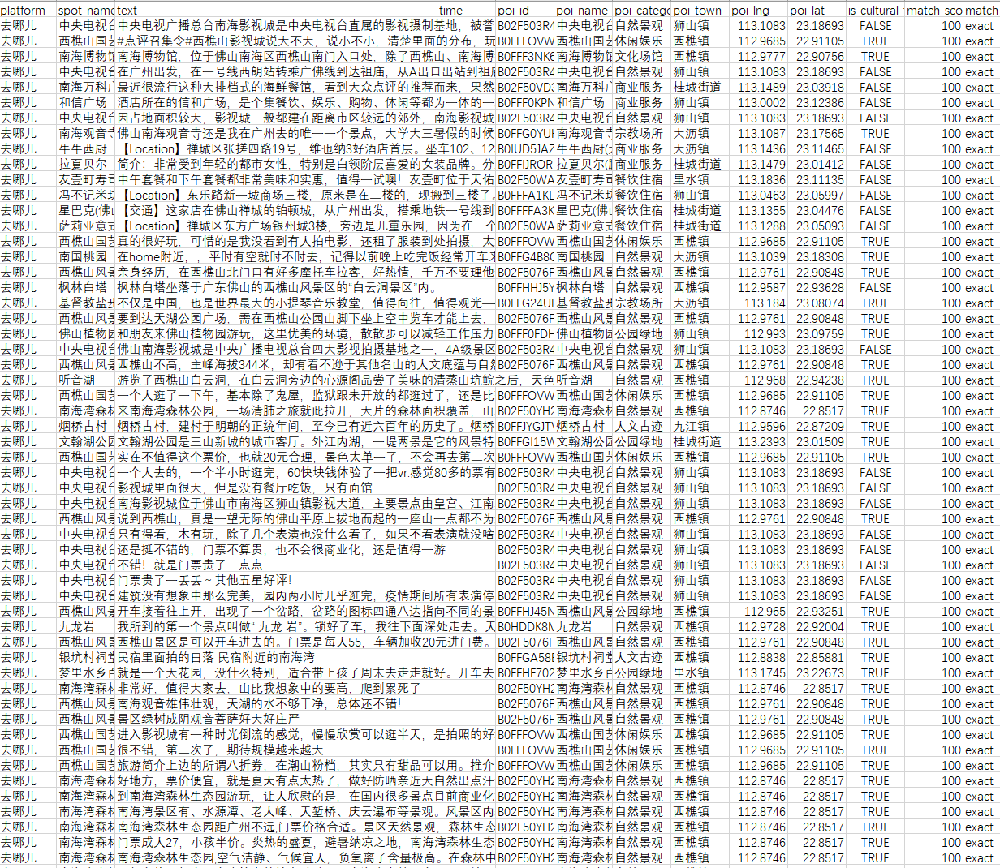 platform spot_name text time poi_id poi_name poi_catego poi_town poi_lng poi_lat is_cultural_ match_sco match_
去哪儿 中央电视台 中央电视广播总台南海影视城是中央电视台直属的影视摄制基地，被誉 B02F503R4 中央电视台 自然景观 狮山镇 113.1083 23.18693 FALSE 100 exact
去哪儿 西樵山国艺 #点评召集令#西樵山影视城说大不大，说小不小，清楚里面的分布，玩 B0FFFOVW 西樵山国艺 休闲娱乐 西樵镇 112.9685 22.91105 TRUE 100 exact
去哪儿 南海博物馆 南海博物馆，位于佛山南海区西樵山南门入口处，除了西樵山、南海博 B0FFF3NK6 南海博物馆 文化场馆 西樵镇 112.9777 22.90756 TRUE 100 exact
去哪儿 中央电视台 在广州出发，在一号线西朗站转乘广佛线到达祖庙，从A出口出站到祖庙 B02F503R4 中央电视台 自然景观 狮山镇 113.1083 23.18693 FALSE 100 exact
去哪儿 南海万科广 最近很流行这种大排档式的海鲜餐馆，看到大众点评的推荐而来，果然 B02F50VD3 南海万科广 商业服务 桂城街道 113.1489 23.03918 FALSE 100 exact
去哪儿 和信广场 酒店所在的信和广场，是个集餐饮、娱乐、购物、休闲等都为一体的一 B0FFF0KPN 和信广场 商业服务 狮山镇 113.0002 23.12386 FALSE 100 exact
去哪儿 中央电视台 因占地面积较大，影视城一般都建在距离市区较远的郊外，南海影视城 B02F503R4 中央电视台 自然景观 狮山镇 113.1083 23.18693 FALSE 100 exact
去哪儿 南海观音寺 佛山南海观音寺还是我在广州去的唯一一个景点，大学大三暑假的时候 B0FFG0YUH 南海观音寺 宗教场所 大沥镇 113.1087 23.17565 TRUE 100 exact
去哪儿 牛牛西厨 【Location】禅城区张搓四路19号，维也纳3好酒店首层。坐车102、12 B0IUD5JAZ 牛牛西厨( 商业服务 大沥镇 113.1436 23.11465 FALSE 100 exact
去哪儿 拉夏贝尔 简介：非常受到年轻的都市女性，特别是白领阶层喜爱的女装品牌。分 B0FFIJROR 拉夏贝尔( 商业服务 桂城街道 113.1479 23.01412 FALSE 100 exact
去哪儿 友壹町寿司 中午套餐和下午套餐都非常美味和实惠，值得一试噢！友壹町位于天佑 B02F50WA 友壹町寿司 餐饮住宿 里水镇 113.1836 23.11135 FALSE 100 exact
去哪儿 冯不记米坊 【Location】东乐路新一城商场三楼，原来是在二楼的，现搬到三楼了。 B0FFFA1KL 冯不记米坊 餐饮住宿 狮山镇 113.0463 23.05997 FALSE 100 exact
去哪儿 星巴克(佛山 【交通】这家店在佛山禅城的铂顿城，从广州出发，搭乘地铁一号线到 B0FFFFA3K 星巴克(佛 餐饮住宿 桂城街道 113.1355 23.04476 FALSE 100 exact
去哪儿 萨莉亚意式 【Location】禅城区东方广场银州城3楼，旁边是儿童乐园，因为在一个 B02F50WA 萨莉亚意式 餐饮住宿 桂城街道 113.1288 23.05093 FALSE 100 exact
去哪儿 西樵山国艺 真的很好玩，可惜的是我没看到有人拍电影，还租了服装到处拍摄，太 B0FFFOVW 西樵山国艺 休闲娱乐 西樵镇 112.9685 22.91105 TRUE 100 exact
去哪儿 南国桃园 在home附近，，平时有空就时不时去，记得以前晚上吃完饭经常开车来 B0FFG4B8C 南国桃园 自然景观 大沥镇 113.1039 23.18308 TRUE 100 exact
去哪儿 西樵山风景 亲身经历，在西樵山北门口有好多摩托车拉客，好热情，千万不要理他 B02F5076F 西樵山风景 自然景观 西樵镇 112.9761 22.90848 TRUE 100 exact
去哪儿 枫林白塔 枫林白塔坐落于广东佛山的西樵山风景区的“白云洞景区”内。 B0FFHHJ5Y 枫林白塔 自然景观 西樵镇 112.9587 22.93628 FALSE 100 exact
去哪儿 基督教盐步 不仅是中国，也是世界最大的小提琴音乐教堂，值得向往，值得观光— B0FFG24UH 基督教盐步 宗教场所 大沥镇 113.184 23.08074 TRUE 100 exact
去哪儿 西樵山风景 要到达天湖公园广场，需在西樵山公园山脚下坐上空中览车才能上去， B02F5076F 西樵山风景 自然景观 西樵镇 112.9761 22.90848 TRUE 100 exact
去哪儿 佛山植物园 和朋友来佛山植物园游玩，这里优美的环境，散散步可以减轻工作压力 B0FFF0FDH 佛山植物园 公园绿地 狮山镇 112.993 23.09759 TRUE 100 exact
去哪儿 中央电视台 佛山南海影视城是中央广播电视总台四大影视拍摄基地之一，4A级景区 B02F503R4 中央电视台 自然景观 狮山镇 113.1083 23.18693 FALSE 100 exact
去哪儿 西樵山风景 西樵山不高，主峰海拔344米，却有着不逊于其他名山的人文底蕴与自然 B02F5076F 西樵山风景 自然景观 西樵镇 112.9761 22.90848 TRUE 100 exact
去哪儿 听音湖 游览了西樵山白云洞，在白云洞旁边的心源阁品尝了美味的清蒸山坑鲩之后，天色 听音湖 自然景观 西樵镇 112.968 22.94238 TRUE 100 exact
去哪儿 西樵山国艺 一个人逛了一下午，基本除了鬼屋，监狱跟未开放的都逛过了，还是比 B0FFFOVW 西樵山国艺 休闲娱乐 西樵镇 112.9685 22.91105 TRUE 100 exact
去哪儿 南海湾森林 来南海湾森林公园，一场清肺之旅就此拉开，大片的森林面积覆盖，山 B02F50YH2 南海湾森林 自然景观 西樵镇 112.8746 22.8517 TRUE 100 exact
去哪儿 烟桥古村 烟桥古村，建村于明朝的正统年间，至今已有近六百年的历史了。烟桥 B0FFJYGJTV 烟桥古村 人文古迹 九江镇 112.9596 22.87209 TRUE 100 exact
去哪儿 文翰湖公园 文翰湖公园是三山新城的城市客厅。外江内湖，一堤两景是它的风景特 B0FFGI15W 文翰湖公园 公园绿地 桂城街道 113.2393 23.01509 TRUE 100 exact
去哪儿 西樵山国艺 实在不值得这个票价，也就20元合理，景色太单一了，不会再去第二次 B0FFFOVW 西樵山国艺 休闲娱乐 西樵镇 112.9685 22.91105 TRUE 100 exact
去哪儿 中央电视台 一个人去的，一个半小时逛完，60快块钱体验了一把vr.感觉80多的票有 B02F503R4 中央电视台 自然景观 狮山镇 113.1083 23.18693 FALSE 100 exact
去哪儿 中央电视台 影视城里面很大，但是没有餐厅吃饭，只有面馆 B02F503R4 中央电视台 自然景观 狮山镇 113.1083 23.18693 FALSE 100 exact
去哪儿 中央电视台 南海影视城位于佛山市南海区狮山镇影视大道，主要景点由皇宫、江南 B02F503R4 中央电视台 自然景观 狮山镇 113.1083 23.18693 FALSE 100 exact
去哪儿 西樵山风景 说到西樵山，真是一望无际的佛山平原上拔地而起的一座山一点都不为 B02F5076F 西樵山风景 自然景观 西樵镇 112.9761 22.90848 TRUE 100 exact
去哪儿 中央电视台 只有得看，木有玩，除了几个表演也没什么看了，如果不看表演就没啥 B02F503R4 中央电视台 自然景观 狮山镇 113.1083 23.18693 FALSE 100 exact
去哪儿 中央电视台 还是挺不错的，门票不算贵，也不会很商业化，还是值得一游 B02F503R4 中央电视台 自然景观 狮山镇 113.1083 23.18693 FALSE 100 exact
去哪儿 中央电视台 不错！就是门票贵了一点点 B02F503R4 中央电视台 自然景观 狮山镇 113.1083 23.18693 FALSE 100 exact
去哪儿 中央电视台 门票贵了一丢丢～其他五星好评！ B02F503R4 中央电视台 自然景观 狮山镇 113.1083 23.18693 FALSE 100 exact
去哪儿 中央电视台 建筑没有想象中那么完美，园内两小时几乎逛完，疫情期间所有表演停 B02F503R4 中央电视台 自然景观 狮山镇 113.1083 23.18693 FALSE 100 exact
去哪儿 西樵山风景 开车接着往上开，出现了一个岔路，岔路的图标四通八达指向不同的景 B0FFHJ45N 西樵山风景 公园绿地 西樵镇 112.965 22.93251 TRUE 100 exact
去哪儿 九龙岩 我所到的第一个景点叫做“ 九龙 岩”。锁好了车，我往下面深处走去。天 B0HDDK8M 九龙岩 自然景观 西樵镇 112.9728 22.92004 TRUE 100 exact
去哪儿 西樵山风景 西樵山景区是可以开车进去的。门票是每人55，车辆加收20元进门费。 B02F5076F 西樵山风景 自然景观 西樵镇 112.9761 22.90848 TRUE 100 exact
去哪儿 银坑村祠堂 民宿里面拍的日落 民宿附近的南海湾 B0FFGA58E 银坑村祠堂 人文古迹 西樵镇 112.8838 22.85881 TRUE 100 exact
去哪儿 梦里水乡百 就是一个大花园，没什么特别，适合带上孩子周末去走走就好。开车去 B0FFHF702 梦里水乡百 公园绿地 里水镇 113.1745 23.22673 TRUE 100 exact
去哪儿 南海湾森林 非常好，值得大家去，山比我想象中的要高，爬到累死了 B02F50YH2 南海湾森林 自然景观 西樵镇 112.8746 22.8517 TRUE 100 exact
去哪儿 西樵山风景 南海观音雄伟壮观，天湖的水不够干净，总体还不错！ B02F5076F 西樵山风景 自然景观 西樵镇 112.9761 22.90848 TRUE 100 exact
去哪儿 西樵山风景 景区绿树成阴观音菩萨好大好庄严 B02F5076F 西樵山风景 自然景观 西樵镇 112.9761 22.90848 TRUE 100 exact
去哪儿 西樵山国艺 进入影视城有一种时光倒流的感觉，慢慢欣赏可以逛半天，是拍照的好 B0FFFOVW 西樵山国艺 休闲娱乐 西樵镇 112.9685 22.91105 TRUE 100 exact
去哪儿 西樵山国艺 很不错，第二次了，期待规模越来越大 B0FFFOVW 西樵山国艺 休闲娱乐 西樵镇 112.9685 22.91105 TRUE 100 exact
去哪儿 西樵山国艺 旅游简介上边的所谓八折券，在潮山粉档，其实只有甜品可以用。推介 B0FFFOVW 西樵山国艺 休闲娱乐 西樵镇 112.9685 22.91105 TRUE 100 exact
去哪儿 南海湾森林 好地方，票价便宜，就是夏天有点太热了，做好防晒亲近大自然出点汗 B02F50YH2 南海湾森林 自然景观 西樵镇 112.8746 22.8517 TRUE 100 exact
去哪儿 南海湾森林 到南海湾森林生态园游玩，让人欣慰的是，在国内很多景点目前商业化 B02F50YH2 南海湾森林 自然景观 西樵镇 112.8746 22.8517 TRUE 100 exact
去哪儿 南海湾森林 南海湾景区有、水源潭、老人峰、天堑桥、庆云瀑布等景观。风景区内 B02F50YH2 南海湾森林 自然景观 西樵镇 112.8746 22.8517 TRUE 100 exact
去哪儿 南海湾森林 南海湾森林生态园距广州不远,门票价格合适。景区天然景观，森林生态 B02F50YH2 南海湾森林 自然景观 西樵镇 112.8746 22.8517 TRUE 100 exact
去哪儿 南海湾森林 门票成人27，小孩半价。炎热的盛夏，避暑纳凉之地，南海湾森林生态 B02F50YH2 南海湾森林 自然景观 西樵镇 112.8746 22.8517 TRUE 100 exact
去哪儿 南海湾森林 南海湾森林生态园,空气洁静、气候宜人，负氧离子含量极高。在森林中 B02F50YH2 南海湾森林 自然景观 西樵镇 112.8746 22.8517 TRUE 100 exact